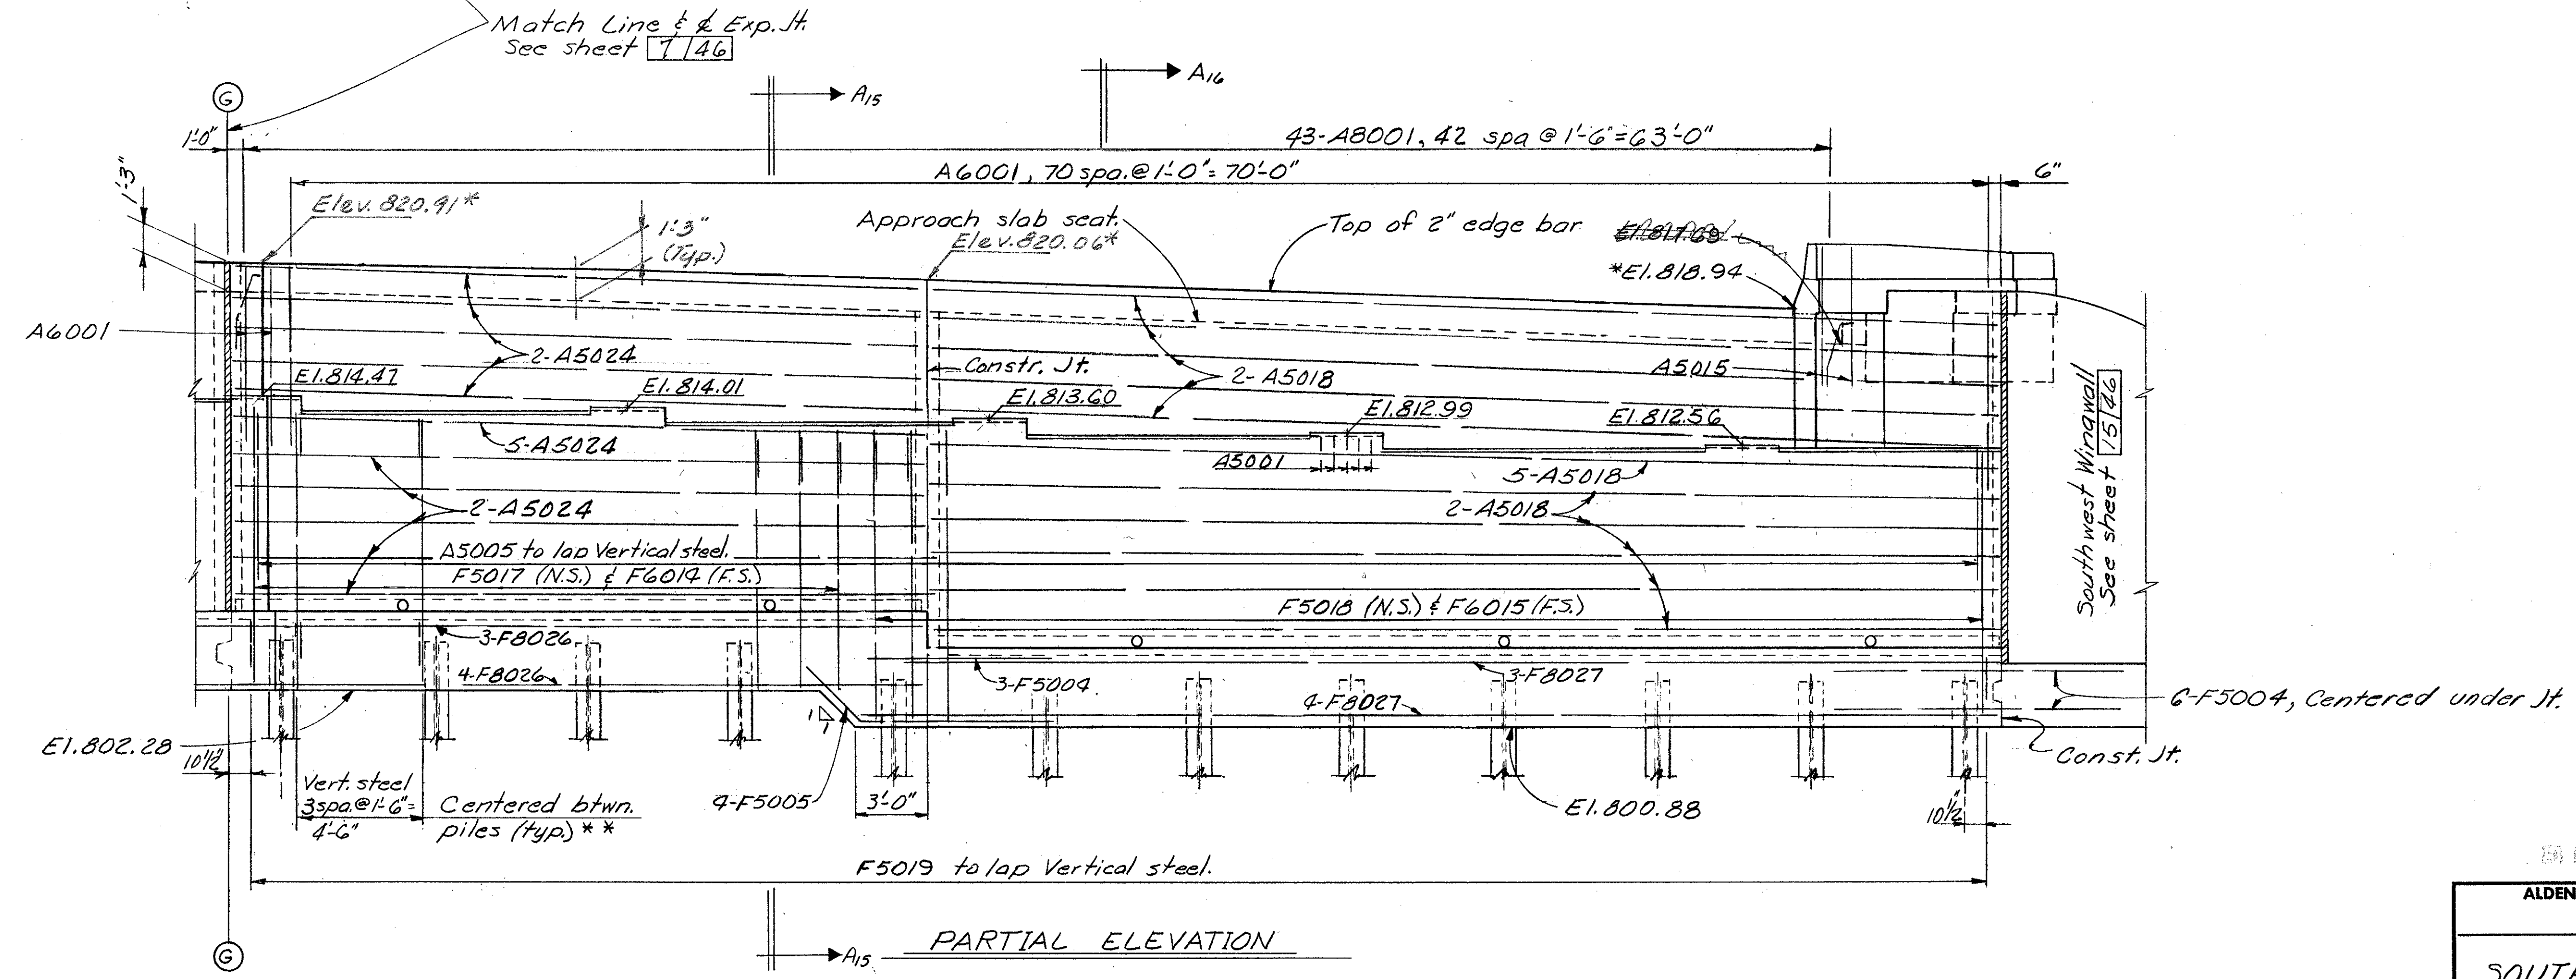 Match Line & ℄ Exp. Jt.
See sheet 7/46
G
A15
A16
1'-0"
43-A8001, 42 spa @ 1'-6"=63'-0"
A6001, 70 spa.@1'-0"= 70'-0"
6"
1'-3"
Elev. 820.91*
1'-3"
(Typ.)
Approach slab seat.
Elev. 820.06*
Top of 2" edge bar
El.817.69
*El.818.94
A6001
2-A5024
Constr. Jt.
2-A5018
A5015
El.814.47
El.814.01
El.813.60
El.812.99
El.812.56
5-A5024
A5001
5-A5018
2-A5024
2-A5018
Southwest Wingwall
See sheet 15/46
A5005 to lap Vertical steel.
F5017 (N.S.) & F6014 (F.S.)
F5018 (N.S.) & F6015 (F.S.)
3-F8026
4-F8026
3-F5004
3-F8027
4-F8027
6-F5004, Centered under Jt.
1
1
El.802.28
10½"
Const. Jt.
Vert. steel
3spa.@1'-6"=
4'-6"
Centered btwn.
piles (typ.) * *
4-F5005
3'-0"
El.800.88
10½"
F5019 to lap Vertical steel.
G
A15
PARTIAL ELEVATION
ALDEN
SOUTH